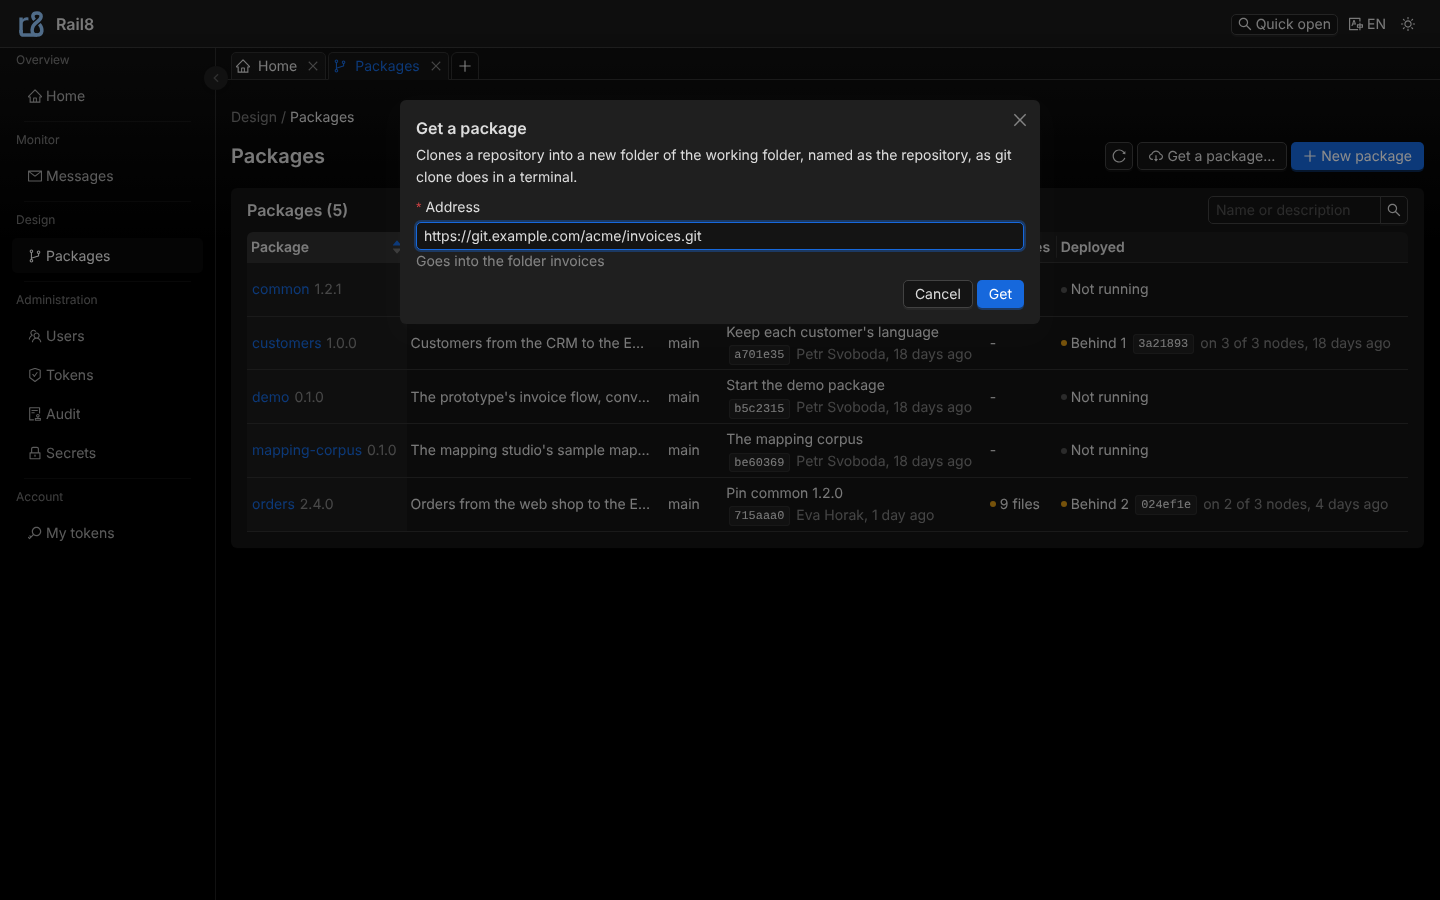 r8 Rail8
Quick open
EN
Overview
Home
Monitor
Messages
Design
Packages
Administration
Users
Tokens
Audit
Secrets
Account
My tokens
Home
Packages
Design / Packages
Packages
Get a package...
New package
Packages (5)
Name or description
Package
es
Deployed
common 1.2.1
Not running
customers 1.0.0
Customers from the CRM to the E...
main
Keep each customer's language
a701e35 Petr Svoboda, 18 days ago
-
Behind 1 3a21893 on 3 of 3 nodes, 18 days ago
demo 0.1.0
The prototype's invoice flow, conv...
main
Start the demo package
b5c2315 Petr Svoboda, 18 days ago
-
Not running
mapping-corpus 0.1.0
The mapping studio's sample map...
main
The mapping corpus
be60369 Petr Svoboda, 18 days ago
-
Not running
orders 2.4.0
Orders from the web shop to the E...
main
Pin common 1.2.0
715aaa0 Eva Horak, 1 day ago
9 files
Behind 2 024ef1e on 2 of 3 nodes, 4 days ago
Get a package
Clones a repository into a new folder of the working folder, named as the repository, as git
clone does in a terminal.
* Address
https://git.example.com/acme/invoices.git
Goes into the folder invoices
Cancel
Get